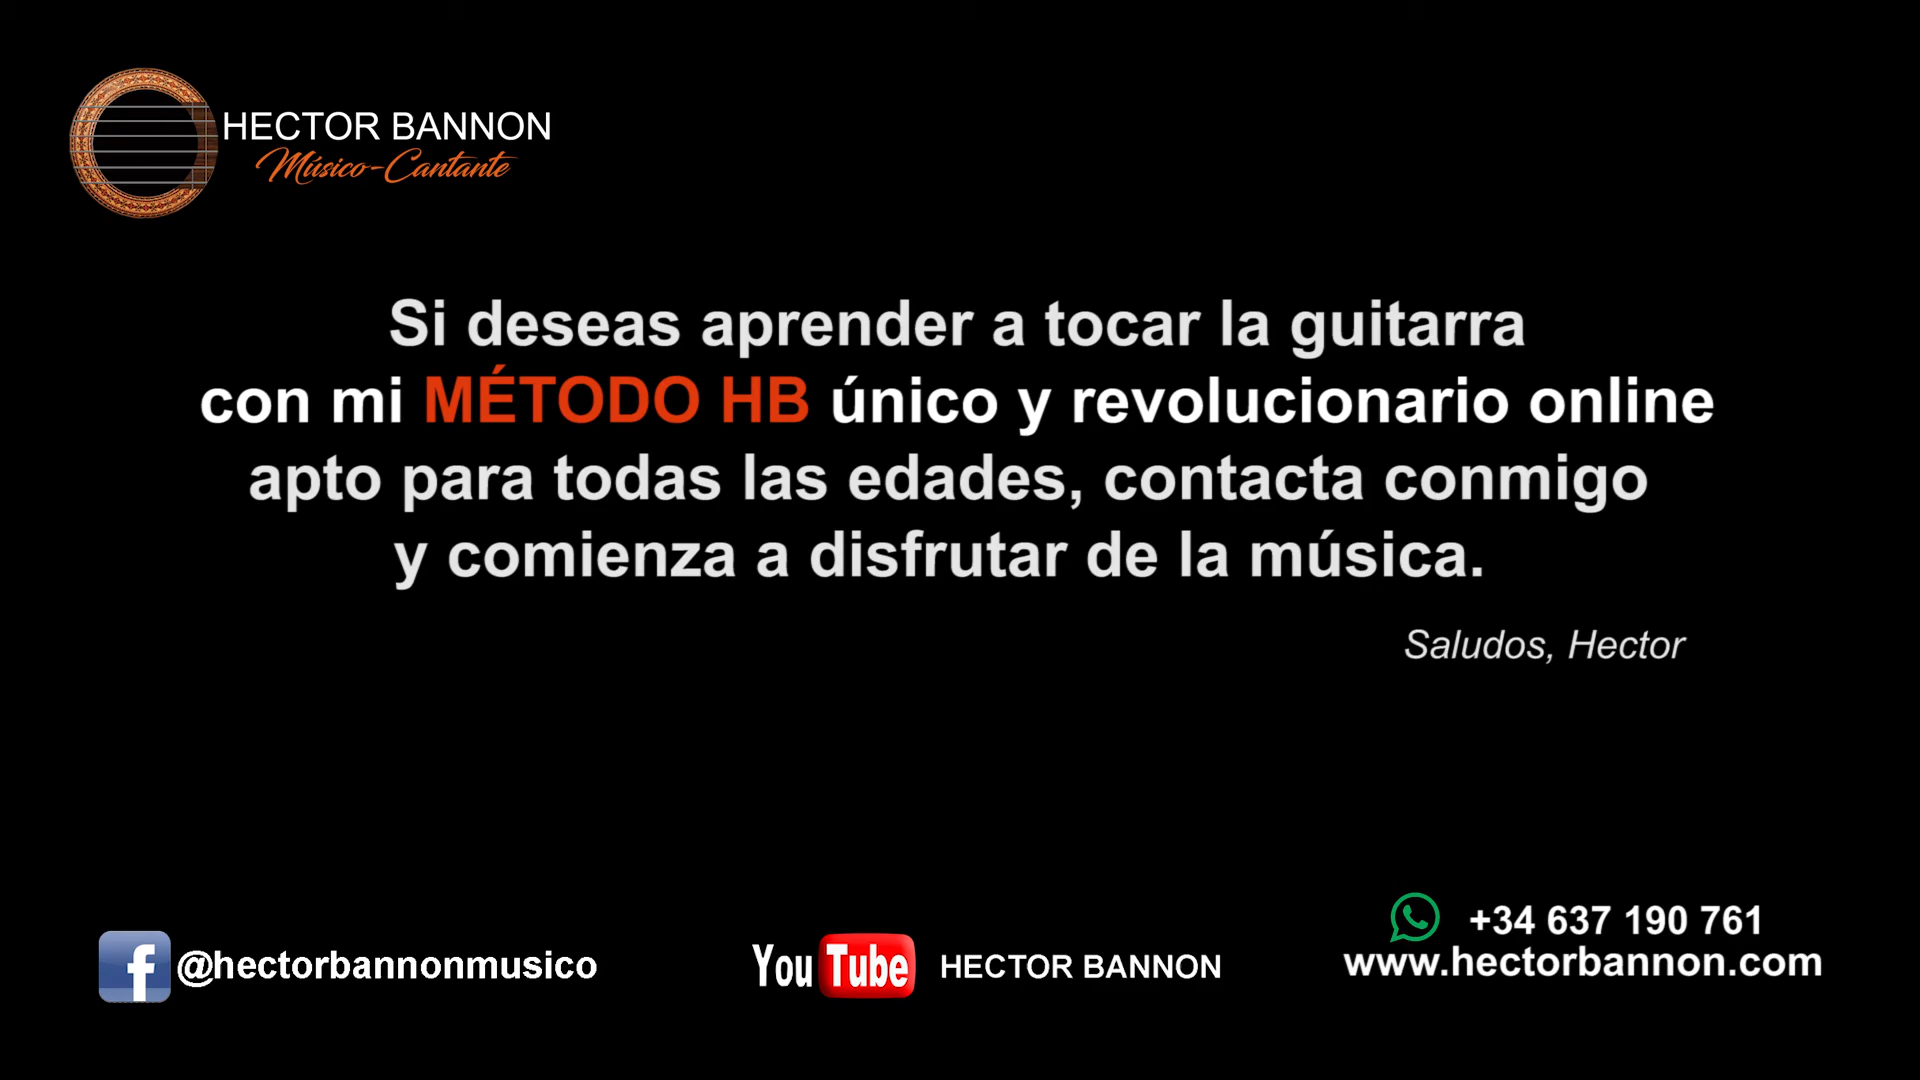 HECTOR BANNON
Músico-Cantante
Si deseas aprender a tocar la guitarra
con mi MÉTODO HB único y revolucionario online
apto para todas las edades, contacta conmigo
y comienza a disfrutar de la música.
Saludos, Hector
@hectorbannonmusico
YouTube HECTOR BANNON
+34 637 190 761
www.hectorbannon.com